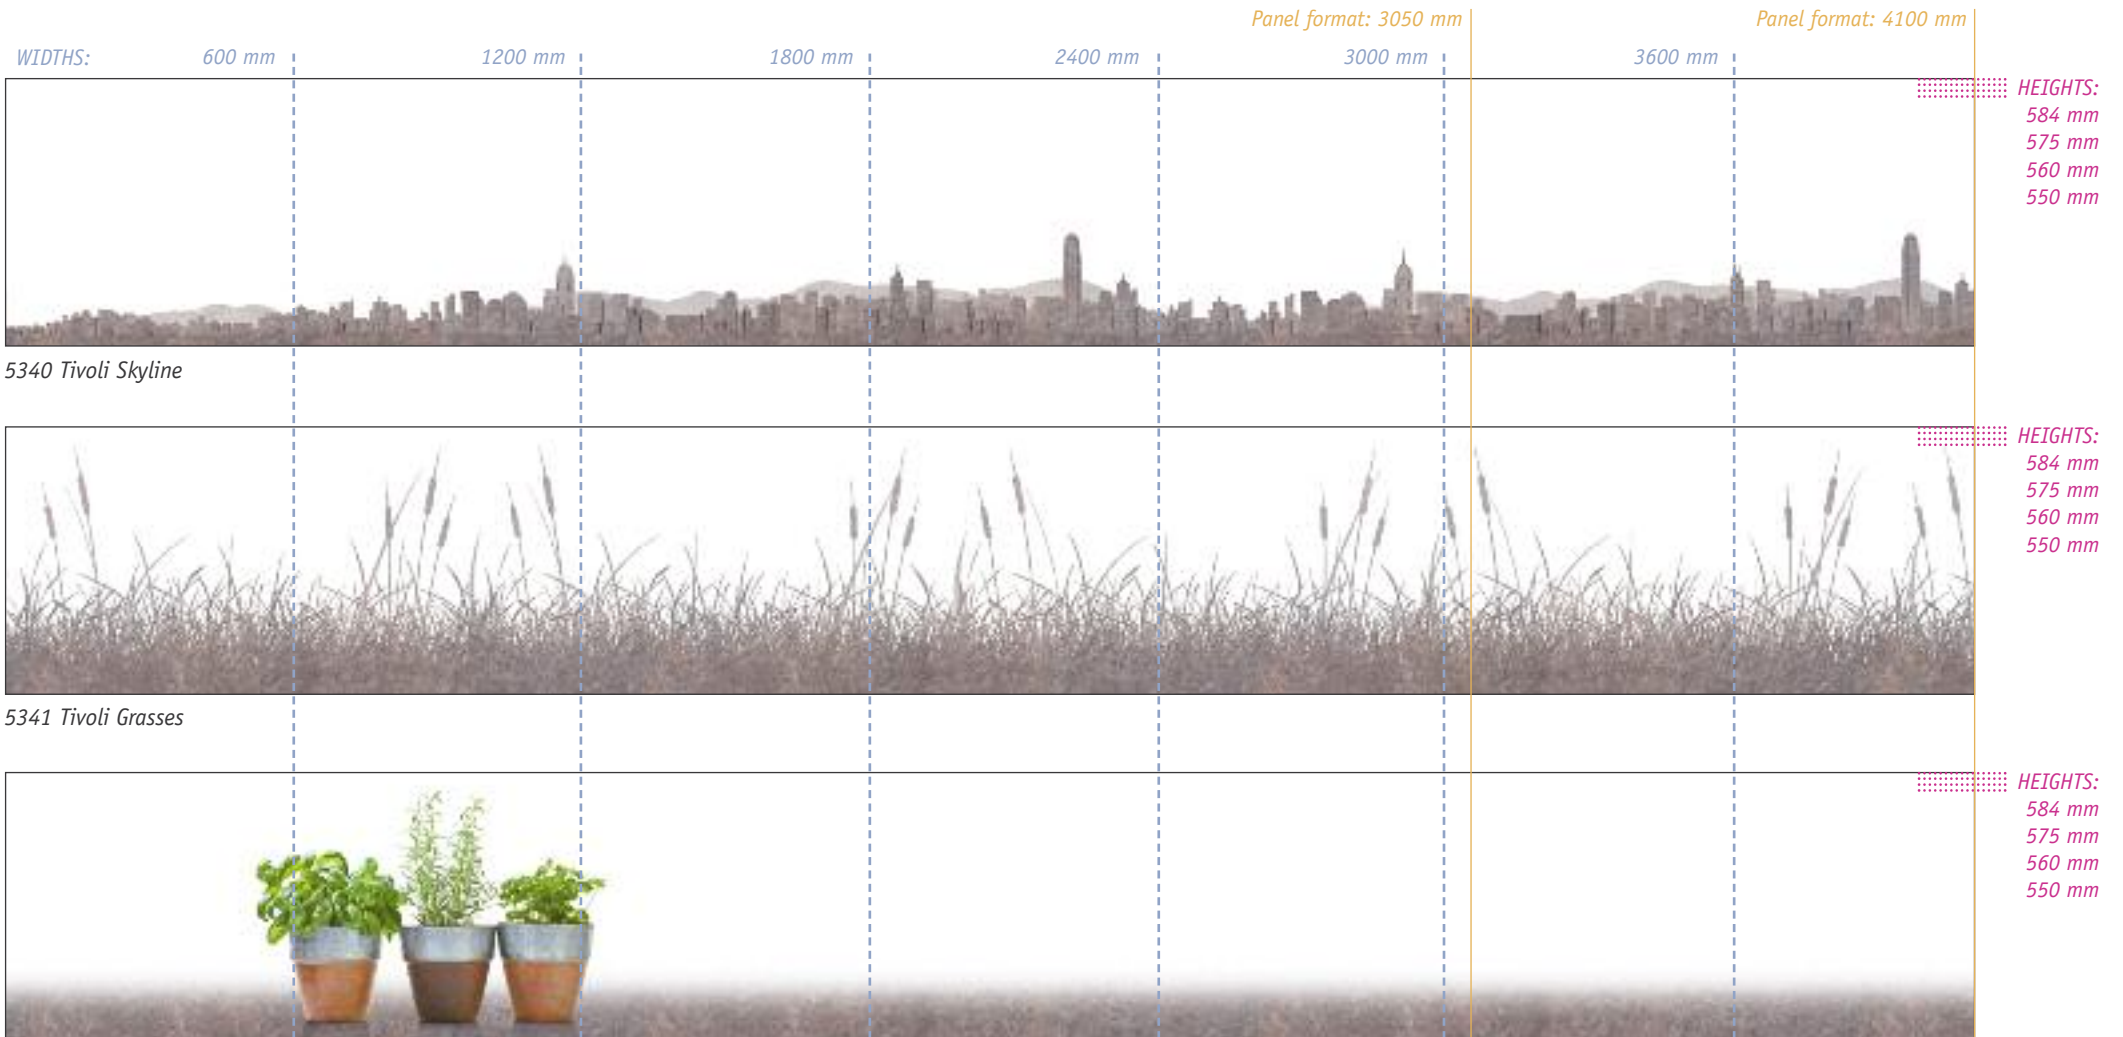 Panel format: 3050 mm
Panel format: 4100 mm
WIDTHS:
600 mm
1200 mm
1800 mm
2400 mm
3000 mm
3600 mm
HEIGHTS:
584 mm
575 mm
560 mm
550 mm
5340 Tivoli Skyline
HEIGHTS:
584 mm
575 mm
560 mm
550 mm
5341 Tivoli Grasses
HEIGHTS:
584 mm
575 mm
560 mm
550 mm